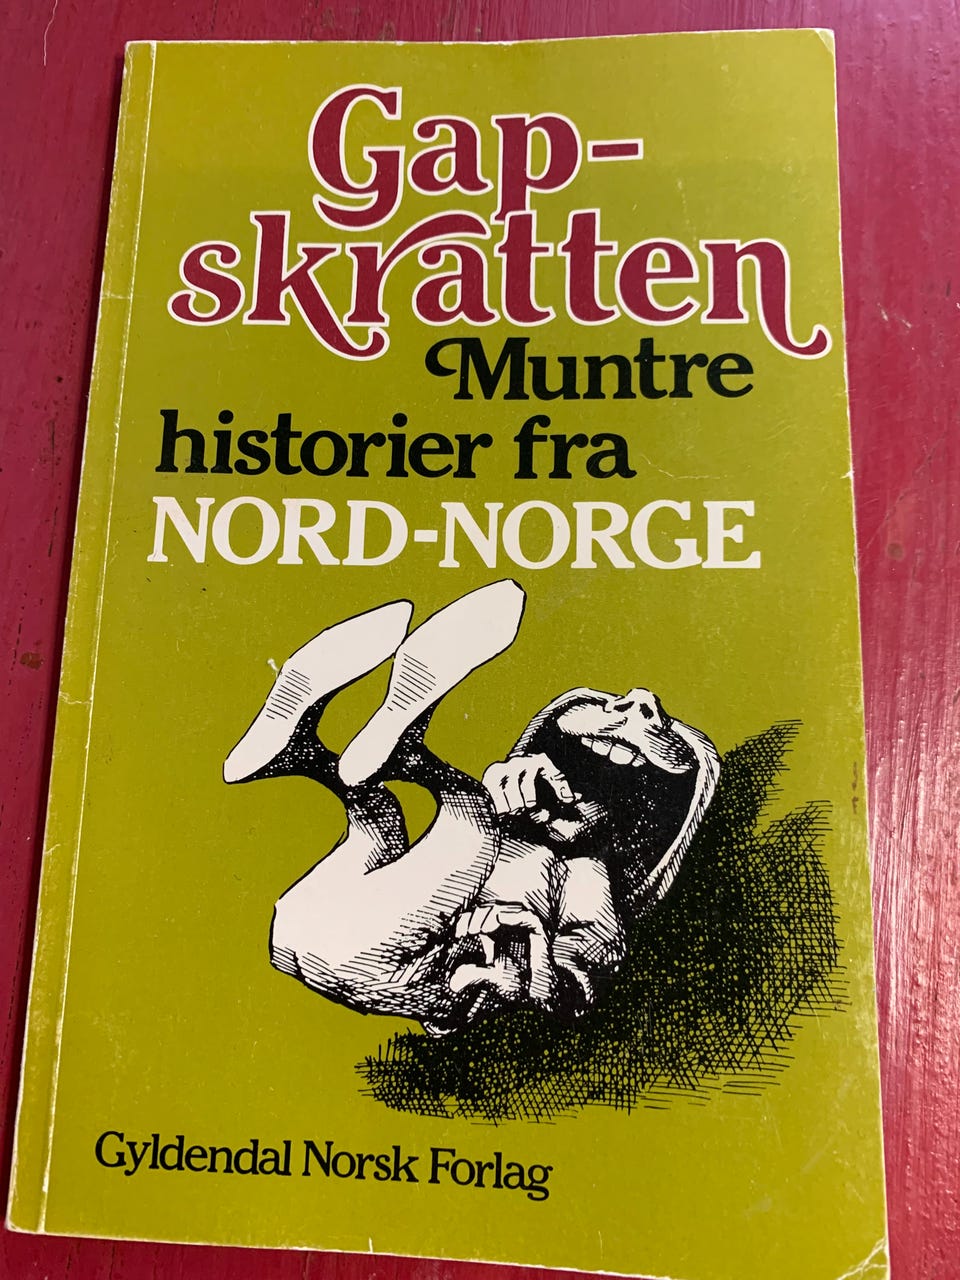 Gap-
skratten
Muntre
historier fra
NORD-NORGE
Gyldendal Norsk Forlag